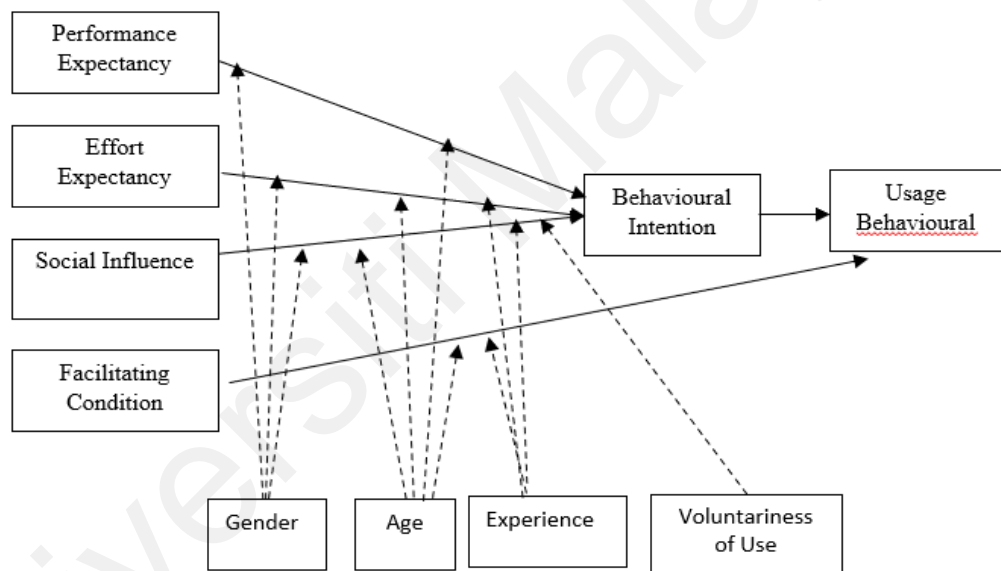 Performance
Expectancy
Effort
Expectancy
Social Influence
Facilitating
Condition
Behavioural
Intention
Usage
Behavioural
Gender
Age
Experience
Voluntariness
of Use